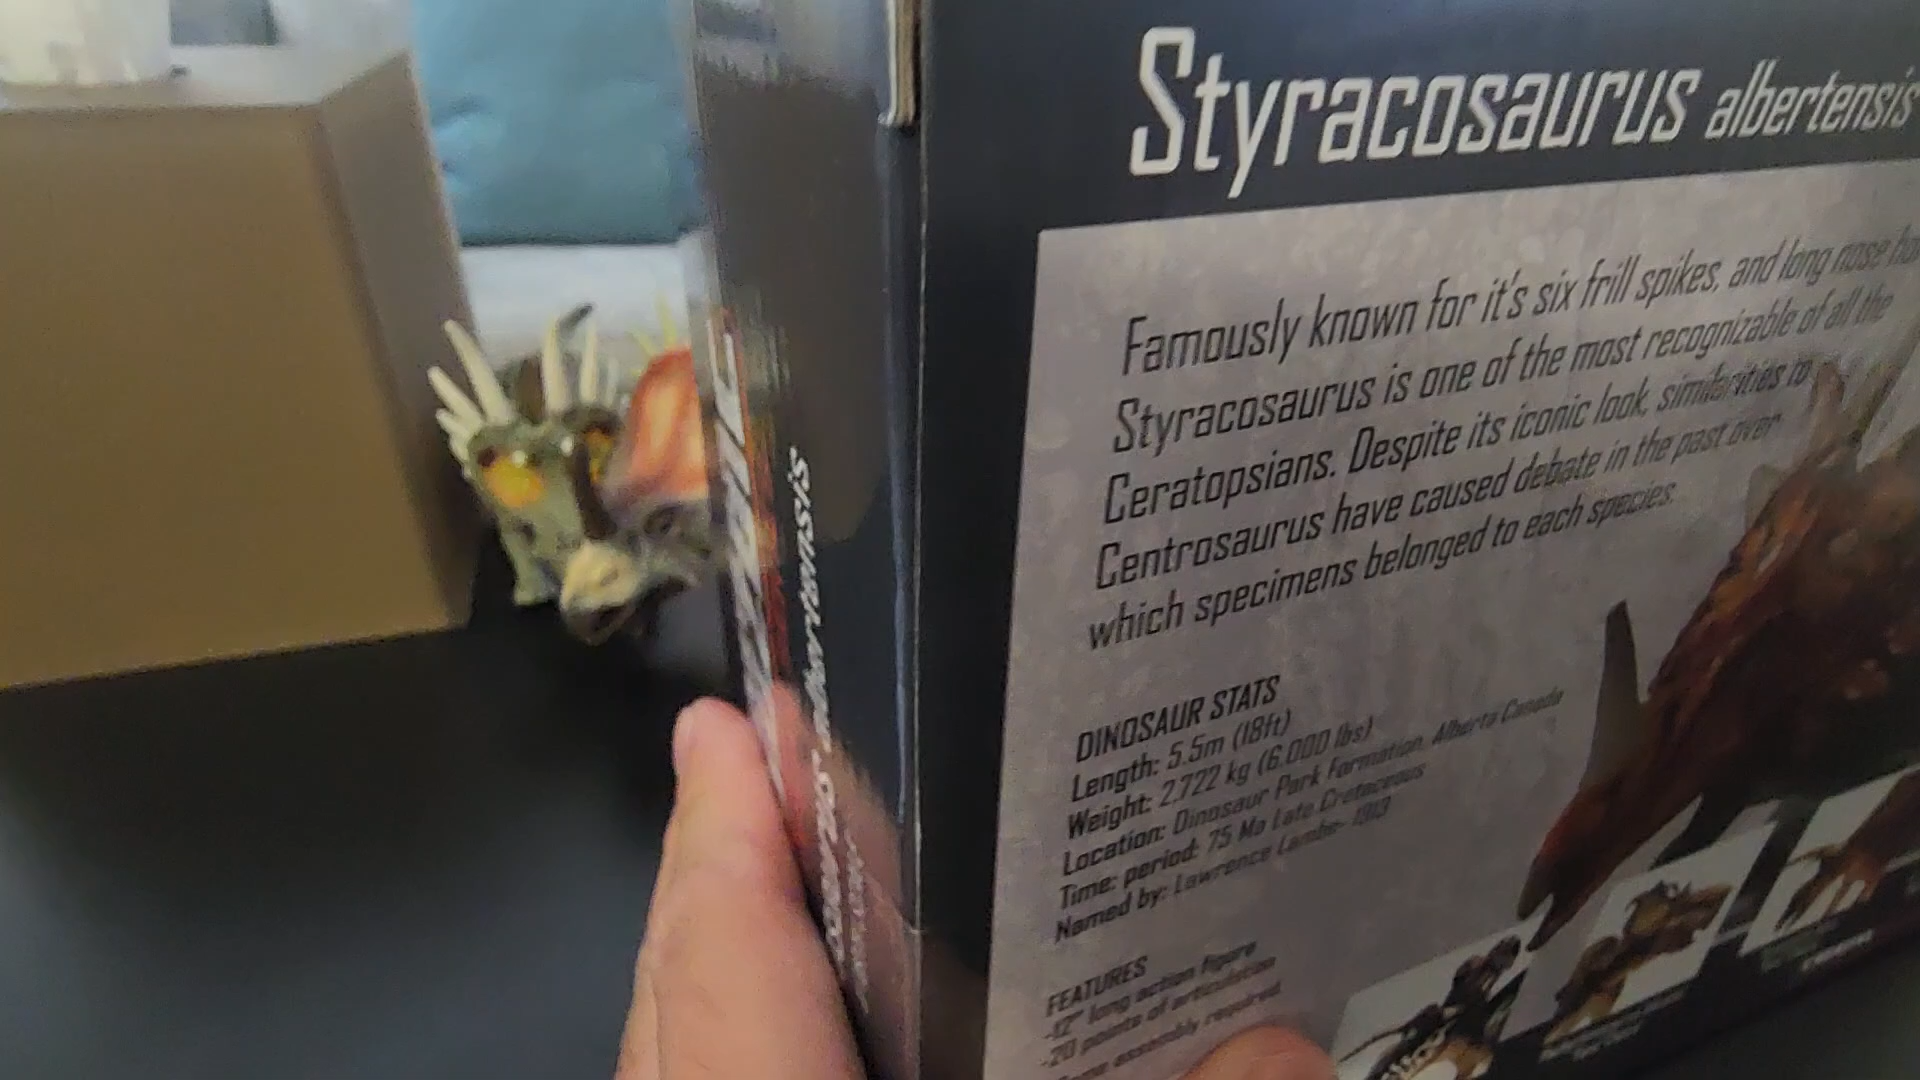 Styracosaurus albertensis
Famously known for it's six frill spikes, and long nose
Styracosaurus is one of the most recognizable of all the
Ceratopsians. Despite its iconic look, similarities to
Centrosaurus have caused debate in the past over
which specimens belonged to each species.
DINOSAUR STATS
Length: 5.5m (18ft)
Weight: 2,722 kg (6,000 lbs)
Location: Dinosaur Park Formation, Alberta Canada
Time: period: 75 Ma Late Cretaceous
Named by: Lawrence Lambe- 1913
FEATURES
-12" long action figure
-20 points of articulation
assembly required
albertensis